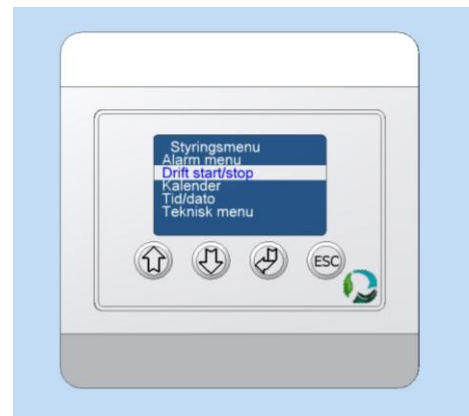 Styringsmenu
Alarm menu
Drift start/stop
Kalender
Tid/dato
Teknisk menu
ESC